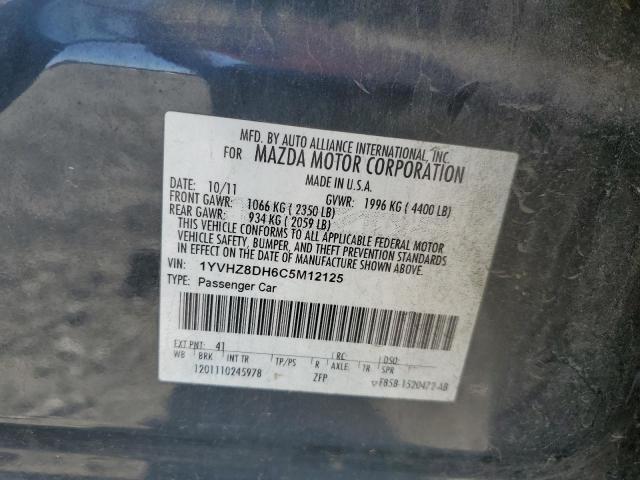 MFD. BY AUTO ALLIANCE INTERNATIONAL, INC.
FOR MAZDA MOTOR CORPORATION
MADE IN U.S.A.
DATE: 10/11 GVWR: 1996 KG ( 4400 LB)
FRONT GAWR: 1066 KG ( 2350 LB)
REAR GAWR: 934 KG ( 2059 LB)
THIS VEHICLE CONFORMS TO ALL APPLICABLE FEDERAL MOTOR
VEHICLE SAFETY, BUMPER, AND THEFT PREVENTION STANDARDS
IN EFFECT ON THE DATE OF MANUFACTURE SHOWN ABOVE.
VIN: 1YVHZ8DH6C5M12125
TYPE: Passenger Car
EXT PNT: 41 RC: DSO:
WB BRK INT TR TP/PS R AXLE: TR SPR
1201110245978 ZFP